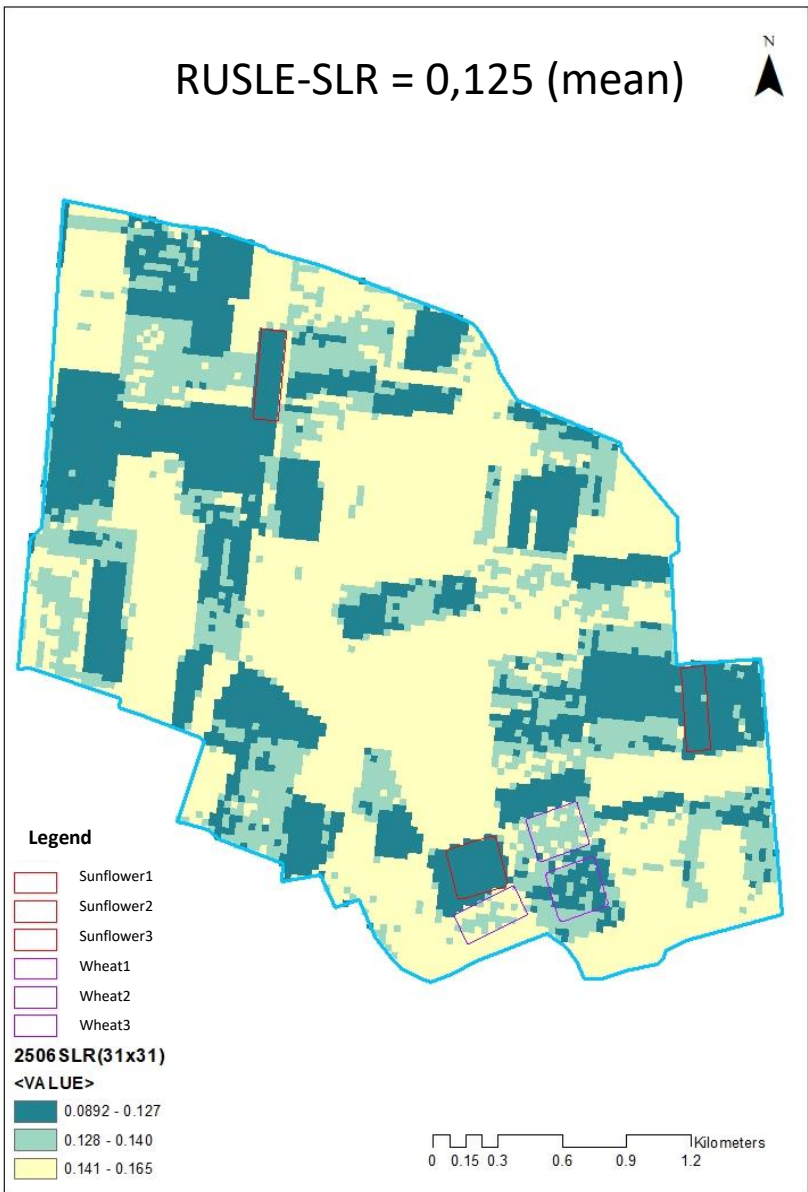 RUSLE-SLR = 0,125 (mean)
N
Legend
Sunflower1
Sunflower2
Sunflower3
Wheat1
Wheat2
Wheat3
2506SLR(31x31)
<VALUE>
0.0892 - 0.127
0.128 - 0.140
0.141 - 0.165
Kilometers
0 0.15 0.3 0.6 0.9 1.2